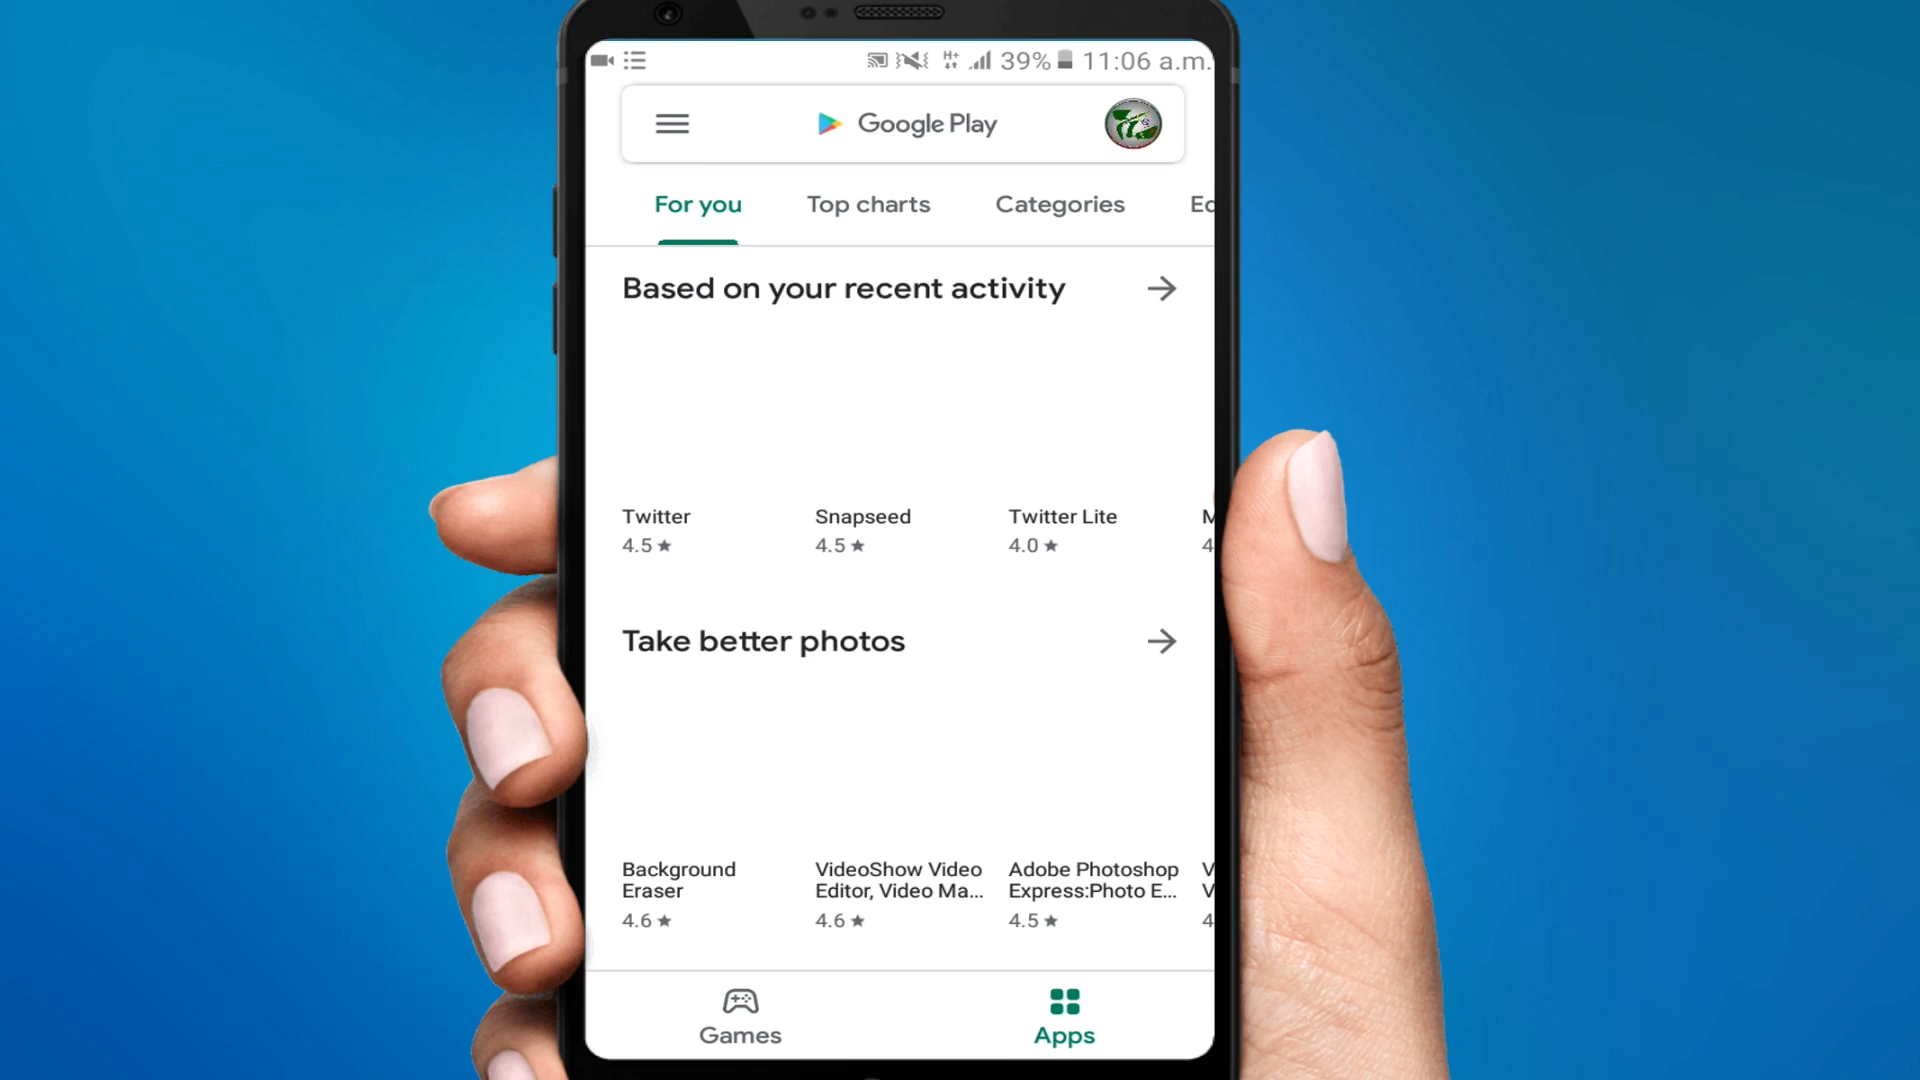 H+ 39% 11:06 a.m.
Google Play
For you Top charts Categories
Based on your recent activity
Twitter Snapseed Twitter Lite
4.5 ★ 4.5 ★ 4.0 ★ 4
Take better photos
Background VideoShow Video Adobe Photoshop
Eraser Editor, Video Ma... Express:Photo E...
4.6 ★ 4.6 ★ 4.5 ★ 4
Games Apps